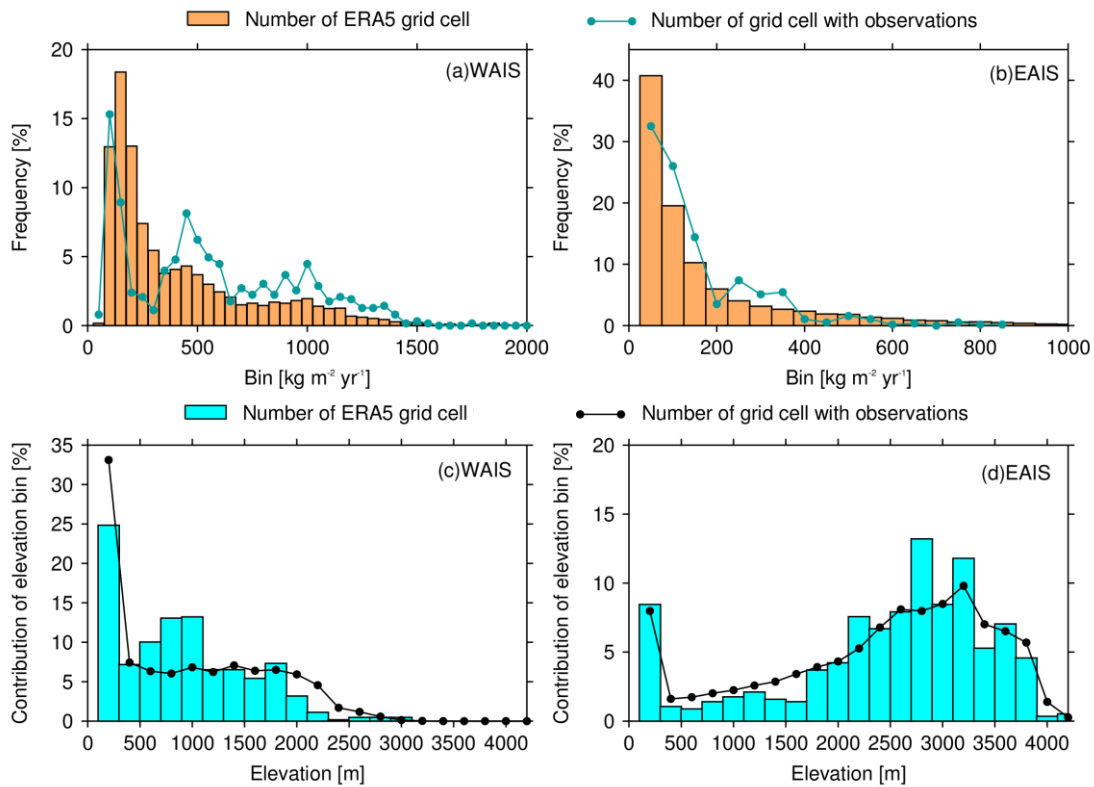 Number of ERA5 grid cell
Number of grid cell with observations
(a)WAIS
Frequency [%]
20
15
10
5
0
0 500 1000 1500 2000
Bin [kg m⁻² yr⁻¹]
(b)EAIS
Frequency [%]
40
30
20
10
0
0 200 400 600 800 1000
Bin [kg m⁻² yr⁻¹]
Number of ERA5 grid cell
Number of grid cell with observations
(c)WAIS
Contribution of elevation bin [%]
35
30
25
20
15
10
5
0
0 500 1000 1500 2000 2500 3000 3500 4000
Elevation [m]
(d)EAIS
Contribution of elevation bin [%]
20
15
10
5
0
0 500 1000 1500 2000 2500 3000 3500 4000
Elevation [m]